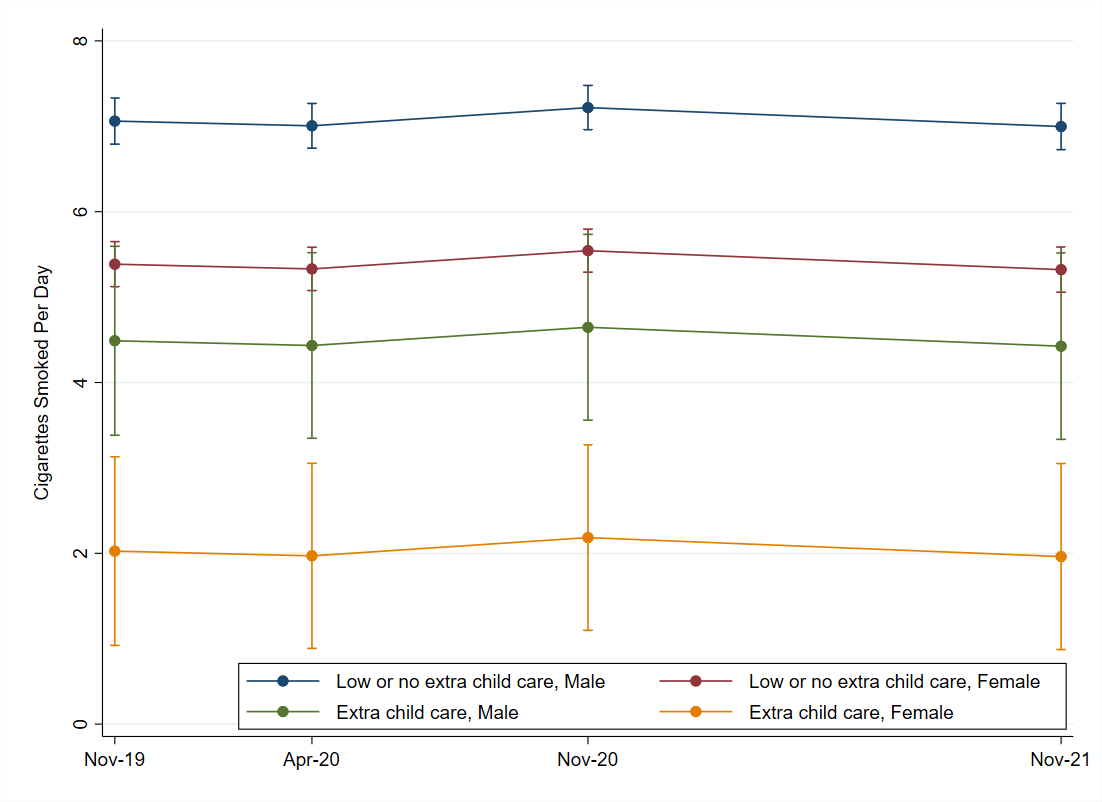 8
6
4
2
0
Cigarettes Smoked Per Day
Low or no extra child care, Male
Low or no extra child care, Female
Extra child care, Male
Extra child care, Female
Nov-19
Apr-20
Nov-20
Nov-21